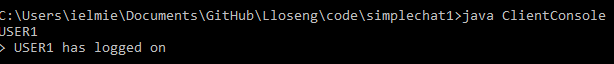 C:\Users\ielmie\Documents\GitHub\Lloseng\code\simplechat1>java ClientConsole
USER1
> USER1 has logged on